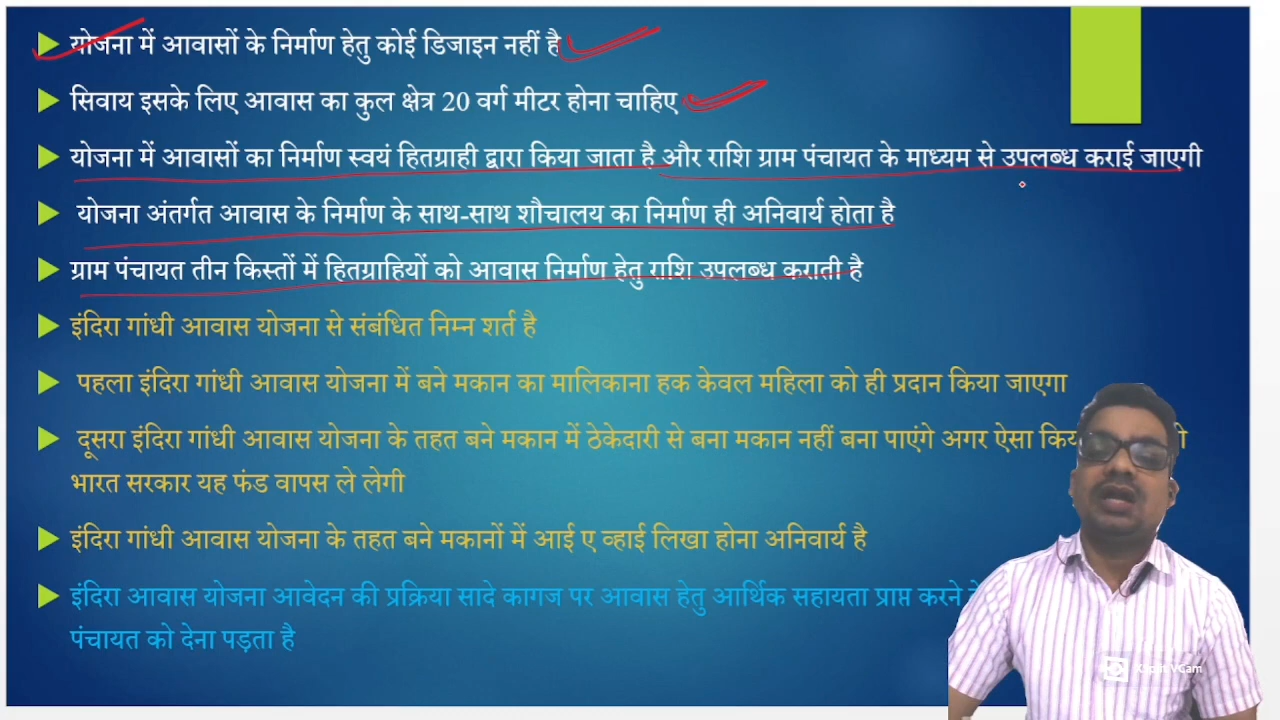 योजना में आवासों के निर्माण हेतु कोई डिजाइन नहीं है
सिवाय इसके लिए आवास का कुल क्षेत्र 20 वर्ग मीटर होना चाहिए
योजना में आवासों का निर्माण स्वयं हितग्राही द्वारा किया जाता है और राशि ग्राम पंचायत के माध्यम से उपलब्ध कराई जाएगी
योजना अंतर्गत आवास के निर्माण के साथ-साथ शौचालय का निर्माण ही अनिवार्य होता है
ग्राम पंचायत तीन किस्तों में हितग्राहियों को आवास निर्माण हेतु राशि उपलब्ध कराती है
इंदिरा गांधी आवास योजना से संबंधित निम्न शर्त है
पहला इंदिरा गांधी आवास योजना में बने मकान का मालिकाना हक केवल महिला को ही प्रदान किया जाएगा
दूसरा इंदिरा गांधी आवास योजना के तहत बने मकान में ठेकेदारी से बना मकान नहीं बना पाएंगे अगर ऐसा
भारत सरकार यह फंड वापस ले लेगी
इंदिरा गांधी आवास योजना के तहत बने मकानों में आई ए व्हाई लिखा होना अनिवार्य है
इंदिरा आवास योजना आवेदन की प्रक्रिया सादे कागज पर आवास हेतु आर्थिक सहायता प्राप्त करने
पंचायत को देना पड़ता है
VCam